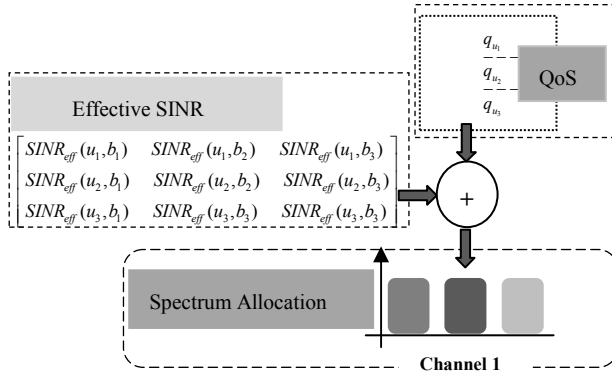 q_{u_1}
q_{u_2}
q_{u_3}
QoS
Effective SINR
SINR_{eff}(u_1,b_1) SINR_{eff}(u_1,b_2) SINR_{eff}(u_1,b_3)
SINR_{eff}(u_2,b_1) SINR_{eff}(u_2,b_2) SINR_{eff}(u_2,b_3)
SINR_{eff}(u_3,b_1) SINR_{eff}(u_3,b_3) SINR_{eff}(u_3,b_3)
+
Spectrum Allocation
Channel 1